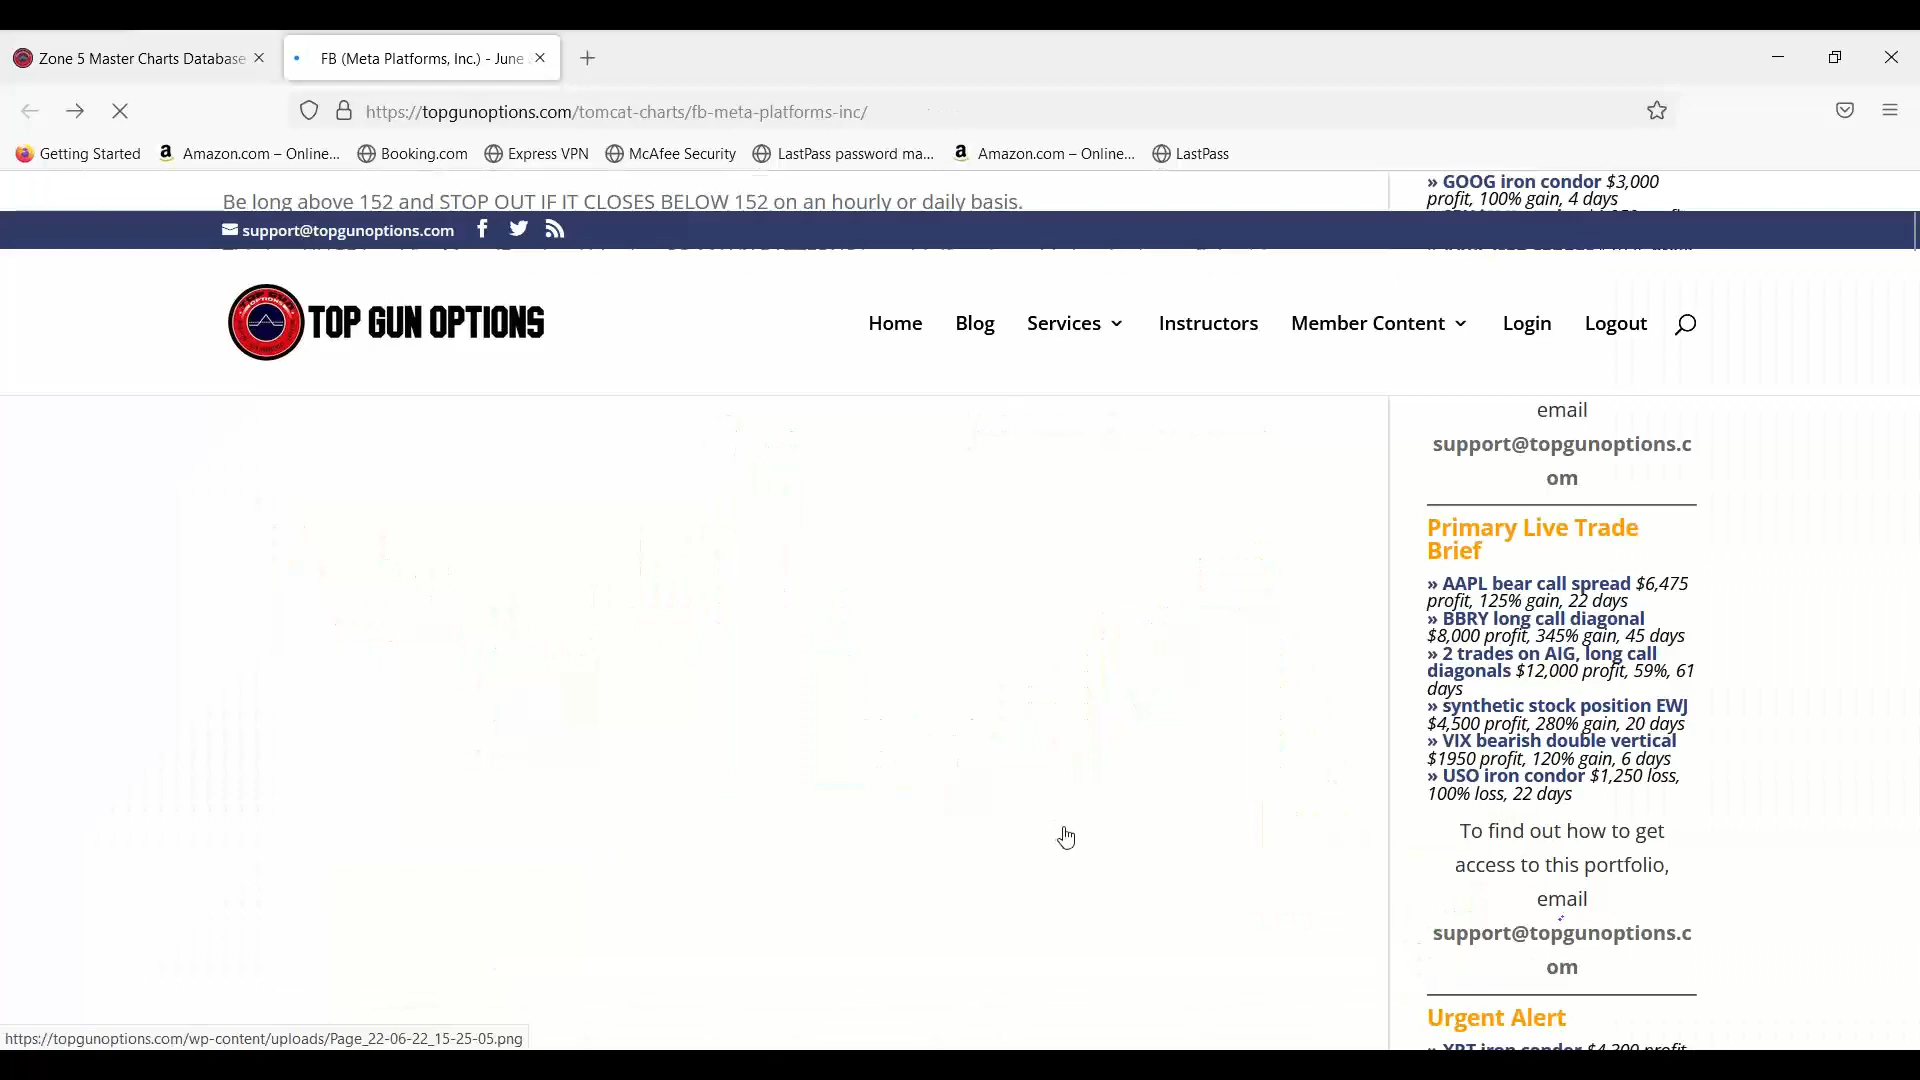 Zone 5 Master Charts Database
FB (Meta Platforms, Inc.) - June
https://topgunoptions.com/tomcat-charts/fb-meta-platforms-inc/
Getting Started
Amazon.com – Online...
Booking.com
Express VPN
McAfee Security
LastPass password ma...
Amazon.com – Online...
LastPass
Be long above 152 and STOP OUT IF IT CLOSES BELOW 152 on an hourly or daily basis.
support@topgunoptions.com
TOP GUN OPTIONS
Home
Blog
Services
Instructors
Member Content
Login
Logout
» GOOG iron condor $3,000
profit, 100% gain, 4 days
email
support@topgunoptions.c
om
Primary Live Trade
Brief
» AAPL bear call spread $6,475
profit, 125% gain, 22 days
» BBRY long call diagonal
$8,000 profit, 345% gain, 45 days
» 2 trades on AIG, long call
diagonals $12,000 profit, 59%, 61
days
» synthetic stock position EWJ
$4,500 profit, 280% gain, 20 days
» VIX bearish double vertical
$1950 profit, 120% gain, 6 days
» USO iron condor $1,250 loss,
100% loss, 22 days
To find out how to get
access to this portfolio,
email
support@topgunoptions.c
om
Urgent Alert
» XRT iron condor $4,200 profit
https://topgunoptions.com/wp-content/uploads/Page_22-06-22_15-25-05.png